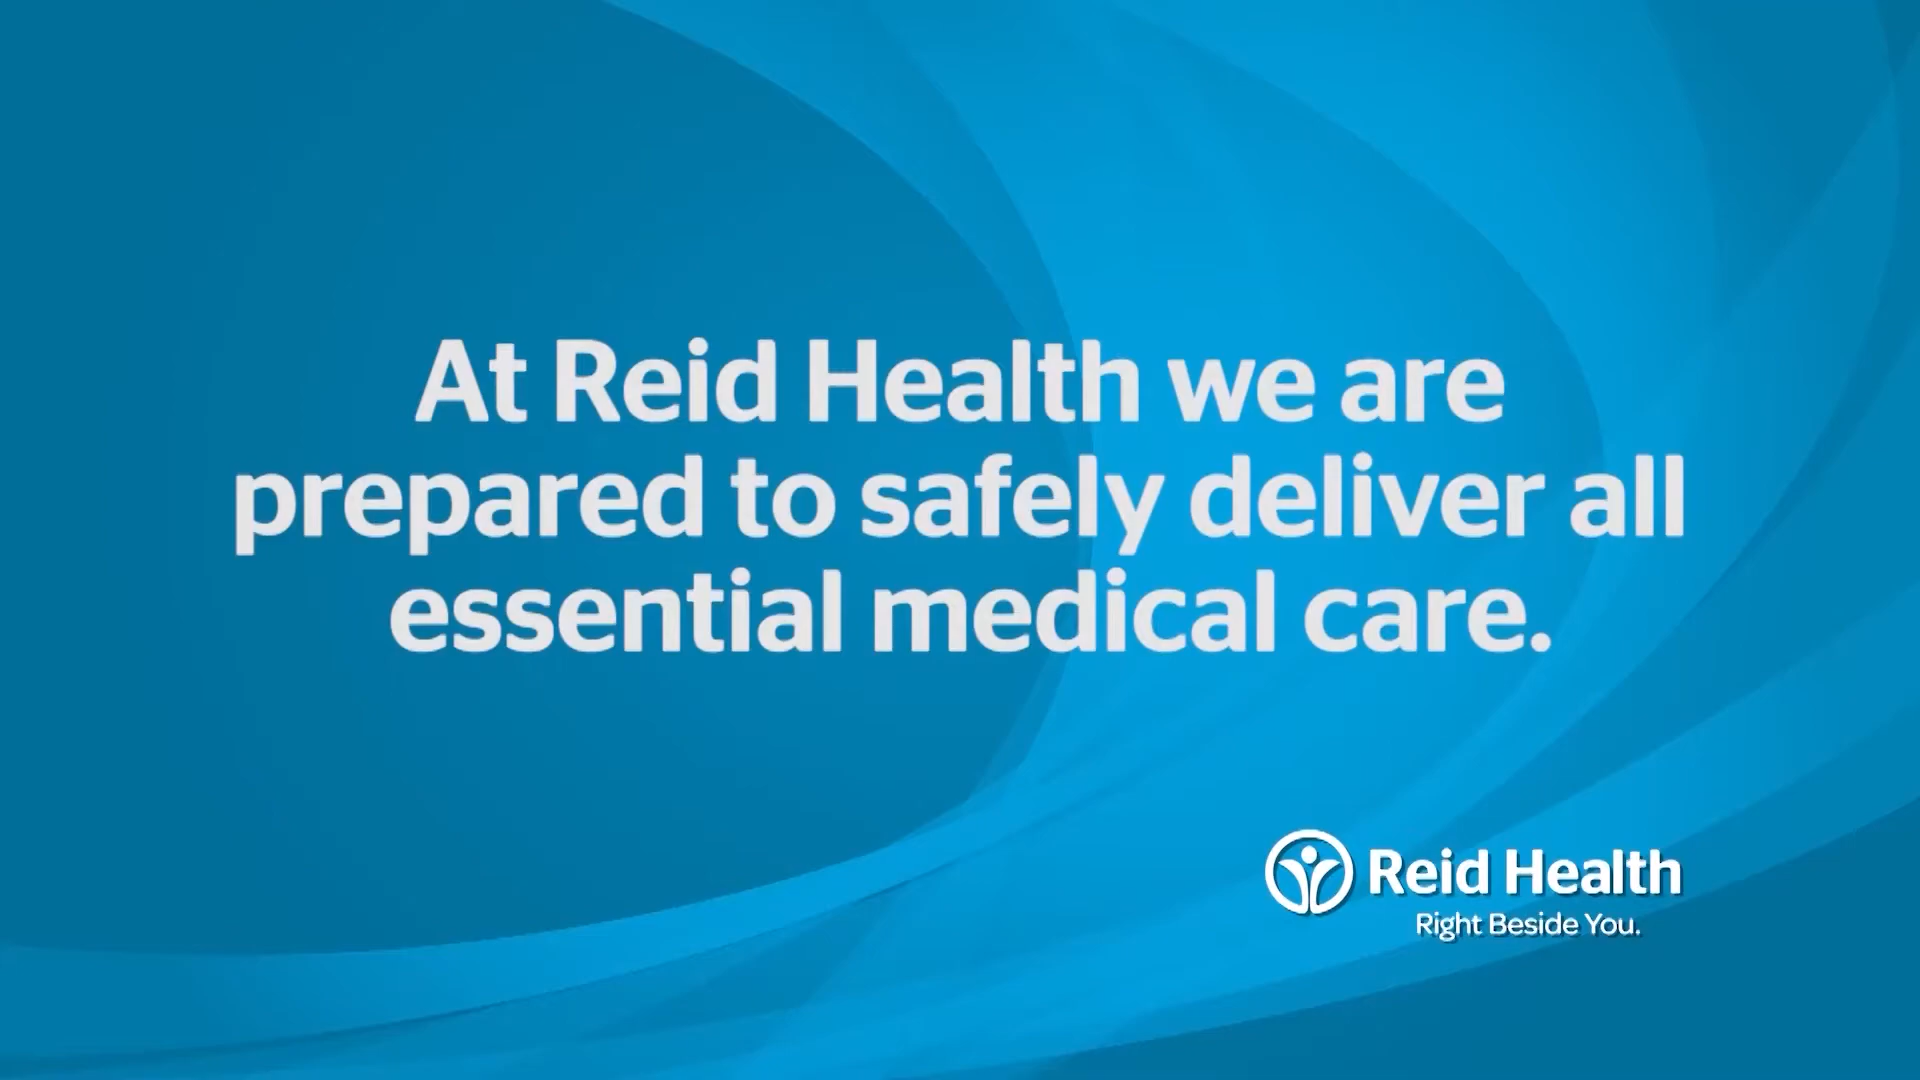 At Reid Health we are
prepared to safely deliver all
essential medical care.
Reid Health
Right Beside You.